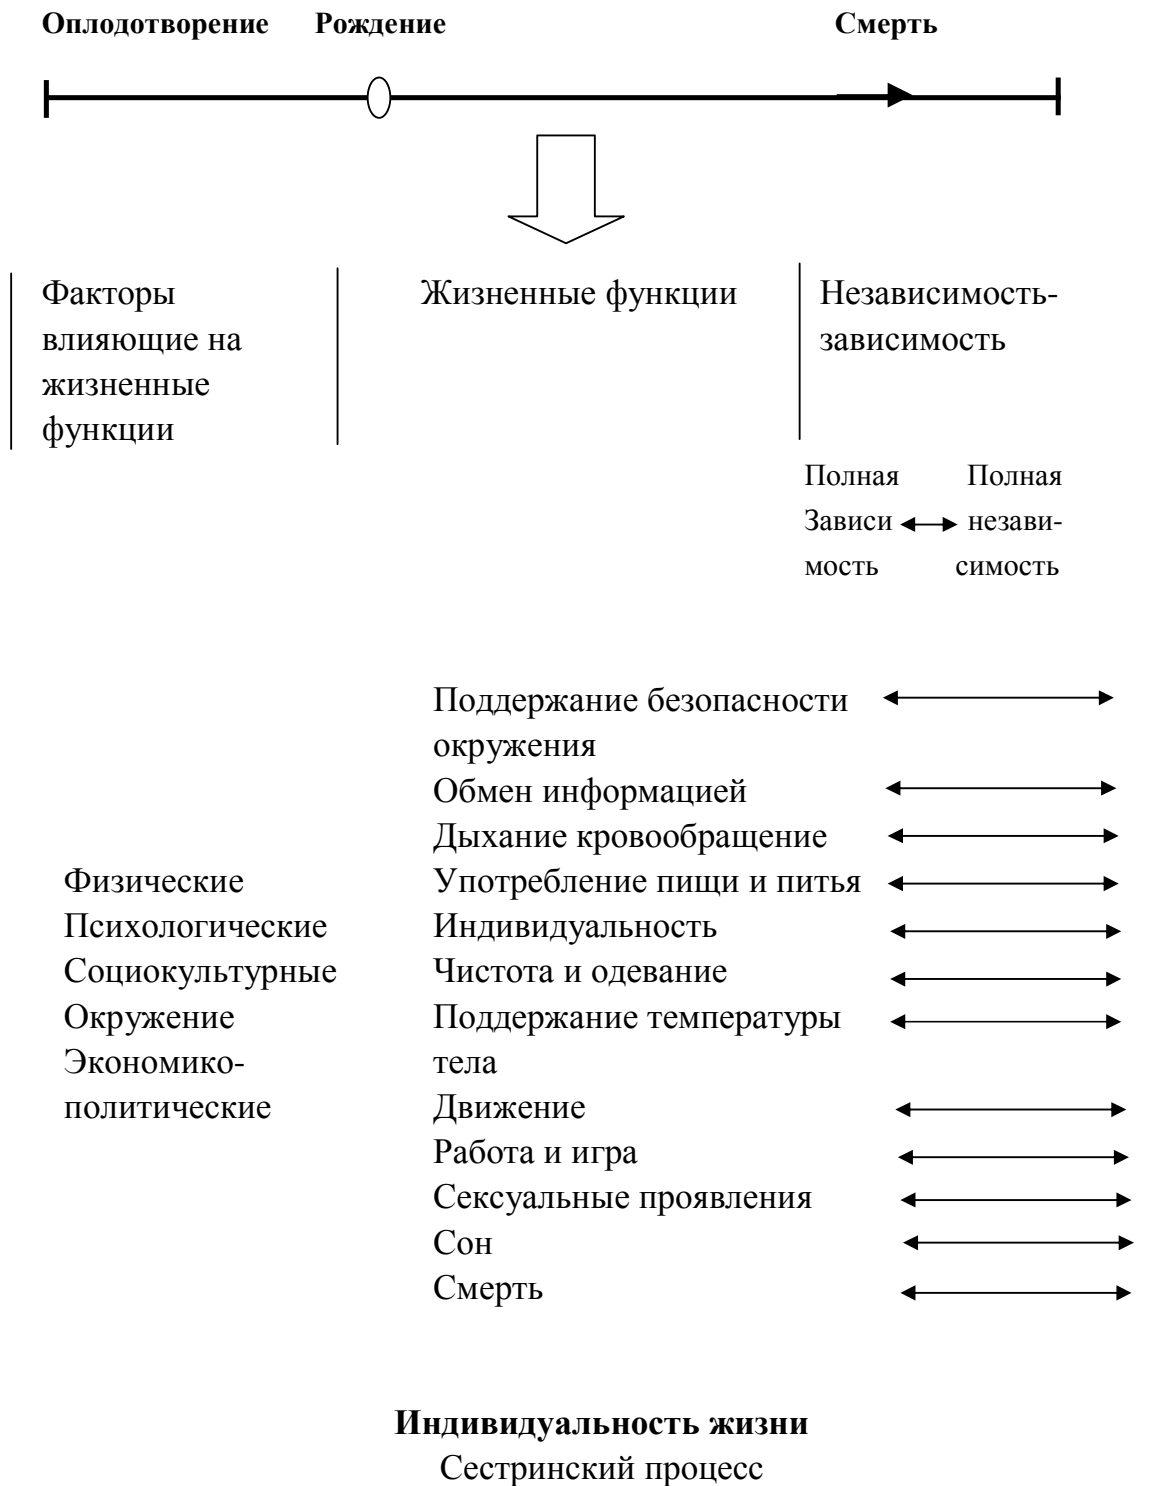 Оплодотворение Рождение Смерть
Факторы
влияющие на
жизненные
функции
Жизненные функции
Независимость-
зависимость
Полная Полная
Зависи незави-
мость симость
Поддержание безопасности
окружения
Обмен информацией
Дыхание кровообращение
Физические Употребление пищи и питья
Психологические Индивидуальность
Социокультурные Чистота и одевание
Окружение Поддержание температуры
Экономико- тела
политические Движение
Работа и игра
Сексуальные проявления
Сон
Смерть
Индивидуальность жизни
Сестринский процесс